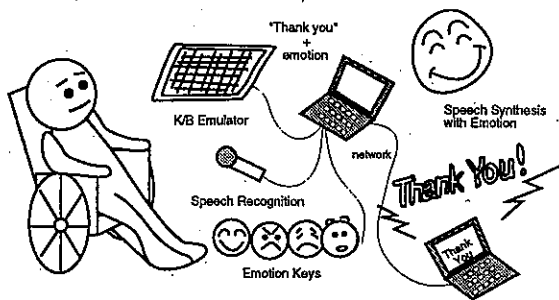 "Thank you"
+
emotion
K/B Emulator
Speech Synthesis
with Emotion
network
Thank You!
Speech Recognition
Thank
You
Emotion Keys